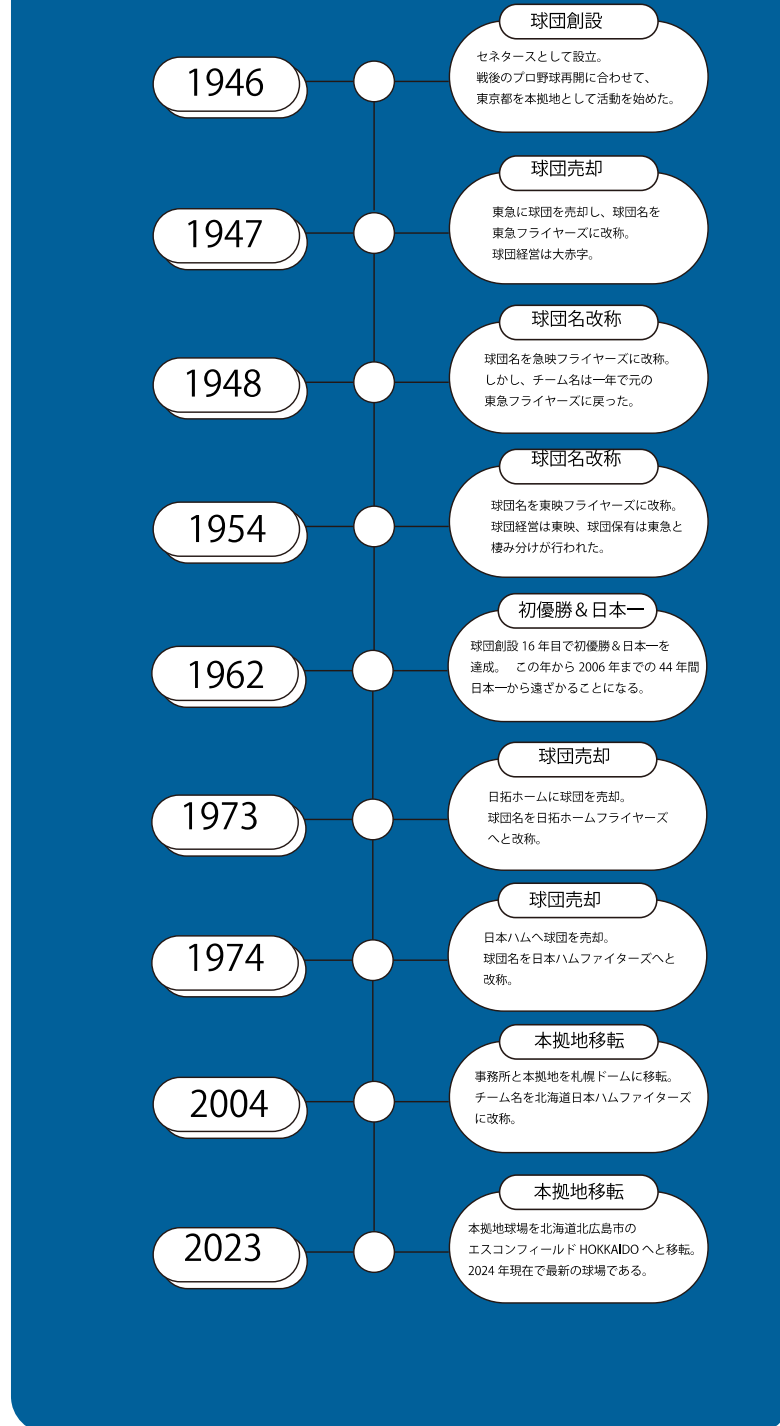 1946
球団創設
セネタースとして設立。
戦後のプロ野球再開に合わせて、
東京都を本拠地として活動を始めた。
1947
球団売却
東急に球団を売却し、球団名を
東急フライヤーズに改称。
球団経営は大赤字。
1948
球団名改称
球団名を急映フライヤーズに改称。
しかし、チーム名は一年で元の
東急フライヤーズに戻った。
1954
球団名改称
球団名を東映フライヤーズに改称。
球団経営は東映、球団保有は東急と
棲み分けが行われた。
1962
初優勝&日本一
球団創設 16 年目で初優勝&日本一を
達成。 この年から 2006 年までの 44 年間
日本一から遠ざかることになる。
1973
球団売却
日拓ホームに球団を売却。
球団名を日拓ホームフライヤーズ
へと改称。
1974
球団売却
日本ハムへ球団を売却。
球団名を日本ハムファイターズへと
改称。
2004
本拠地移転
事務所と本拠地を札幌ドームに移転。
チーム名を北海道日本ハムファイターズ
に改称。
2023
本拠地移転
本拠地球場を北海道北広島市の
エスコンフィールド HOKKAIDO へと移転。
2024 年現在で最新の球場である。